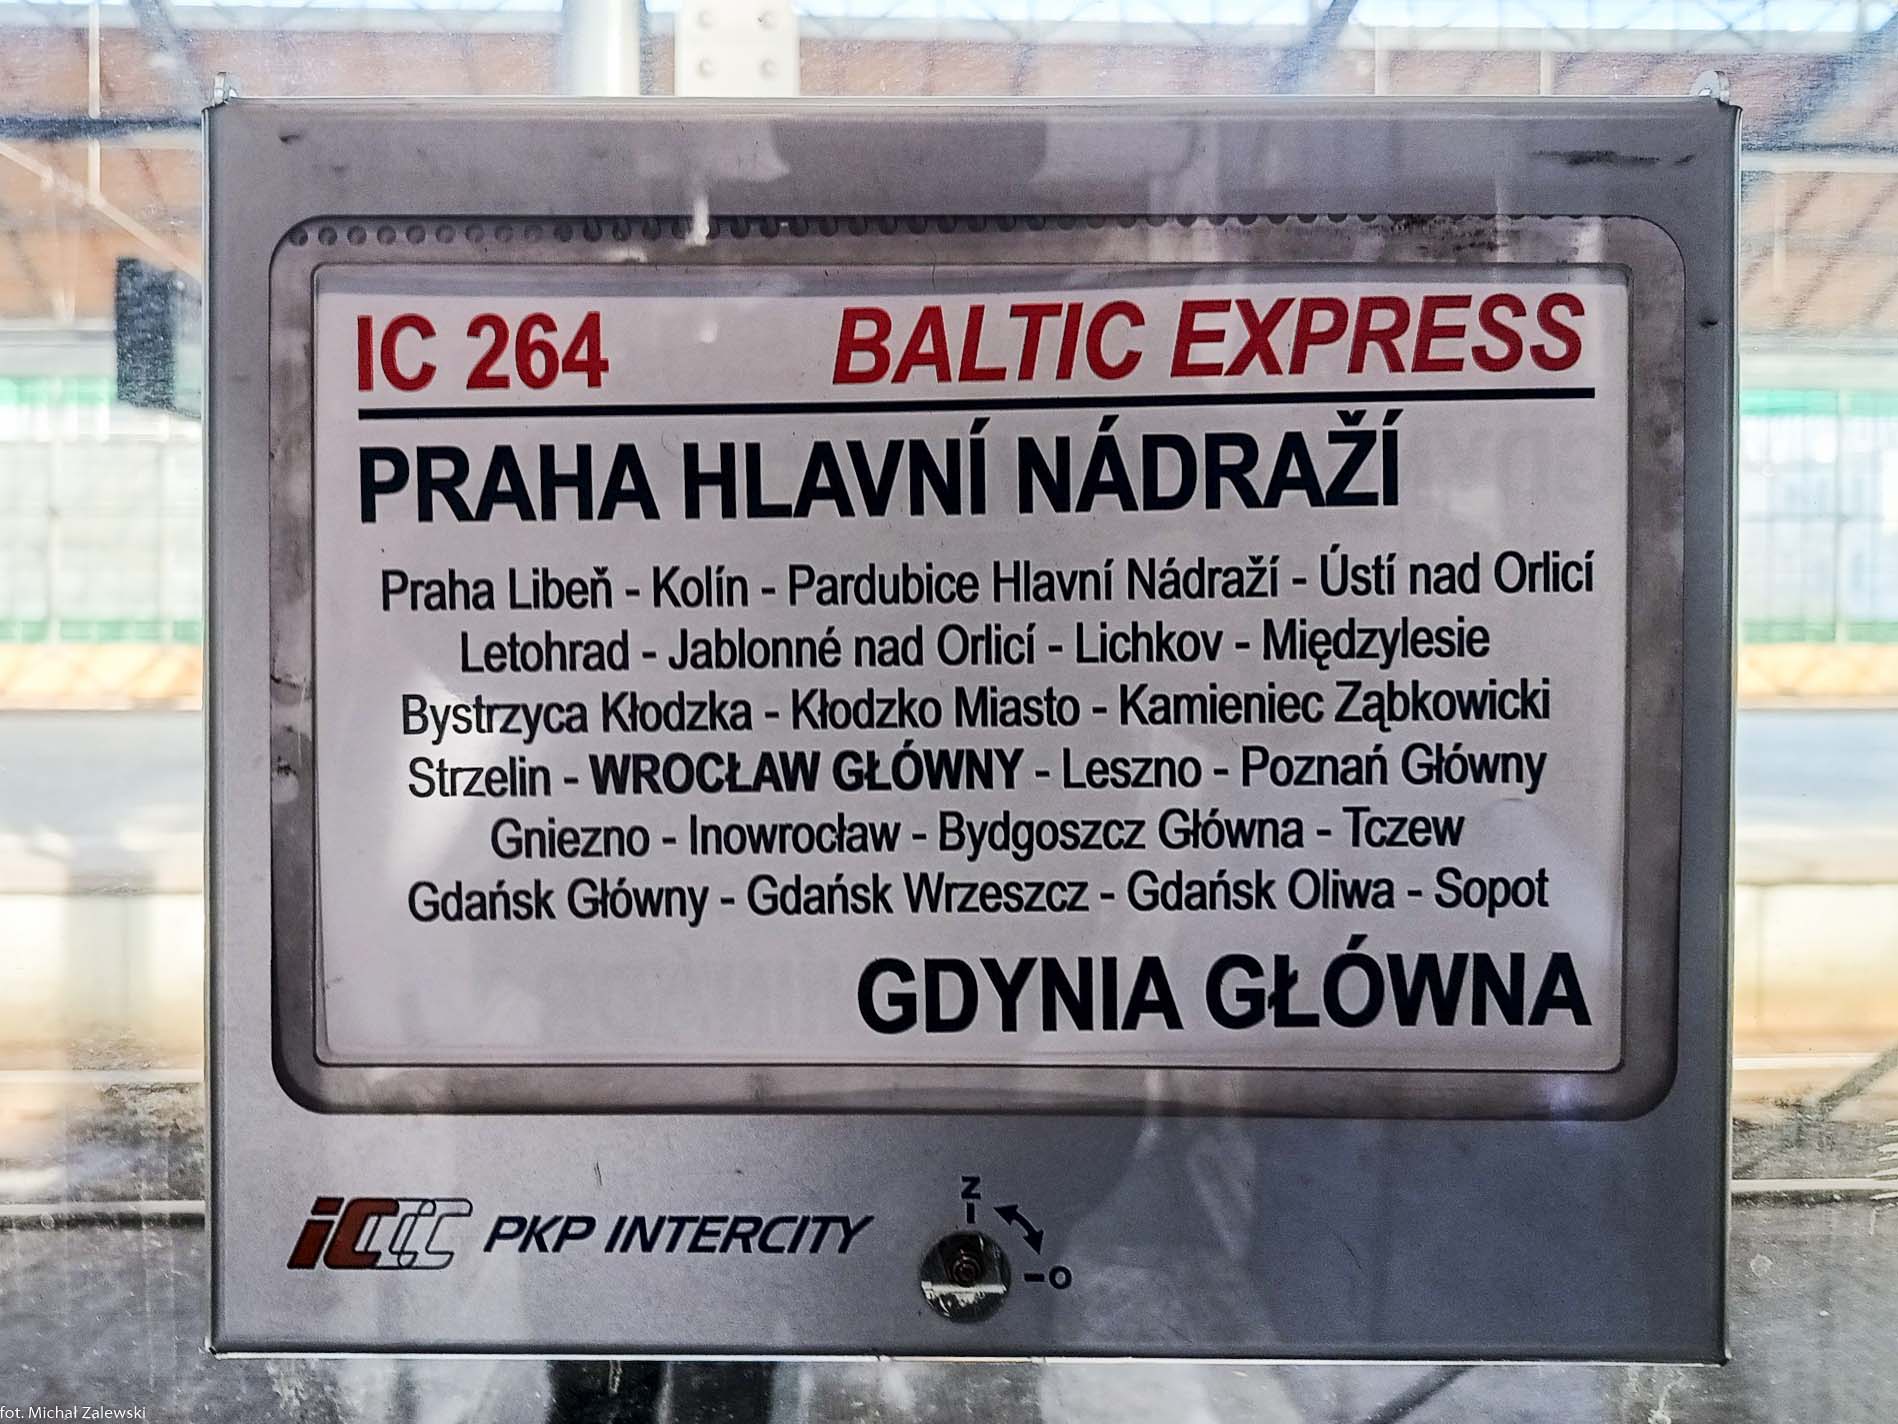 IC 264 BALTIC EXPRESS
PRAHA HLAVNÍ NÁDRAŽÍ
Praha Libeň - Kolín - Pardubice Hlavní Nádraží - Ústí nad Orlicí
Letohrad - Jablonné nad Orlicí - Lichkov - Międzylesie
Bystrzyca Kłodzka - Kłodzko Miasto - Kamieniec Ząbkowicki
Strzelin - WROCŁAW GŁÓWNY - Leszno - Poznań Główny
Gniezno - Inowrocław - Bydgoszcz Główna - Tczew
Gdańsk Główny - Gdańsk Wrzeszcz - Gdańsk Oliwa - Sopot
GDYNIA GŁÓWNA
iC PKP INTERCITY
Z
O
fot. Michał Zalewski